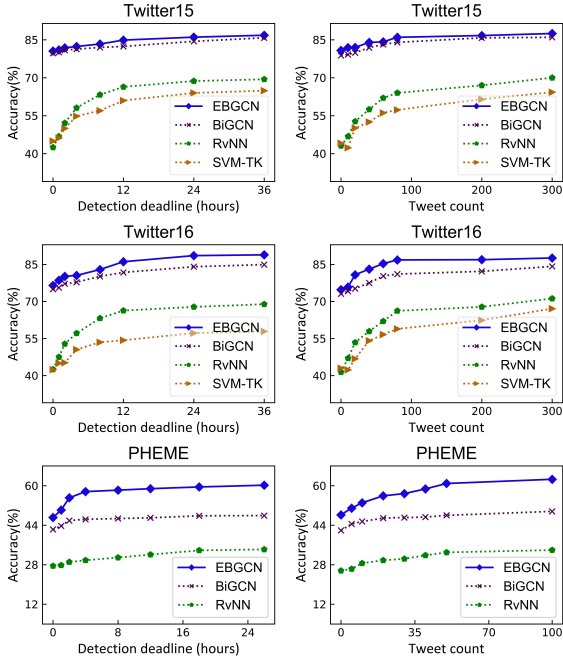 Twitter15
Accuracy(%)
85
70
55
40
EBGCN
BiGCN
RvNN
SVM-TK
0 12 24 36
Detection deadline (hours)
Twitter15
Accuracy(%)
85
70
55
40
EBGCN
BiGCN
RvNN
SVM-TK
0 100 200 300
Tweet count
Twitter16
Accuracy(%)
85
70
55
40
EBGCN
BiGCN
RvNN
SVM-TK
0 12 24 36
Detection deadline (hours)
Twitter16
Accuracy(%)
85
70
55
40
EBGCN
BiGCN
RvNN
SVM-TK
0 100 200 300
Tweet count
PHEME
Accuracy(%)
60
44
28
12
EBGCN
BiGCN
RvNN
0 8 16 24
Detection deadline (hours)
PHEME
Accuracy(%)
60
44
28
12
EBGCN
BiGCN
RvNN
0 35 70 100
Tweet count